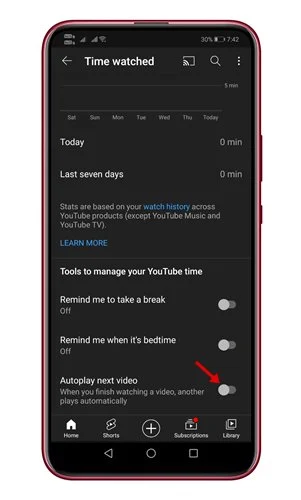 30% 7:42
Time watched
5 min
Sat Sun Mon Tue Wed Thu Today
Today 0 min
Last seven days 0 min
Stats are based on your watch history across
YouTube products (except YouTube Music and
YouTube TV).
LEARN MORE
Tools to manage your YouTube time
Remind me to take a break
Off
Remind me when it's bedtime
Off
Autoplay next video
When you finish watching a video, another
plays automatically
Home Shorts Subscriptions Library